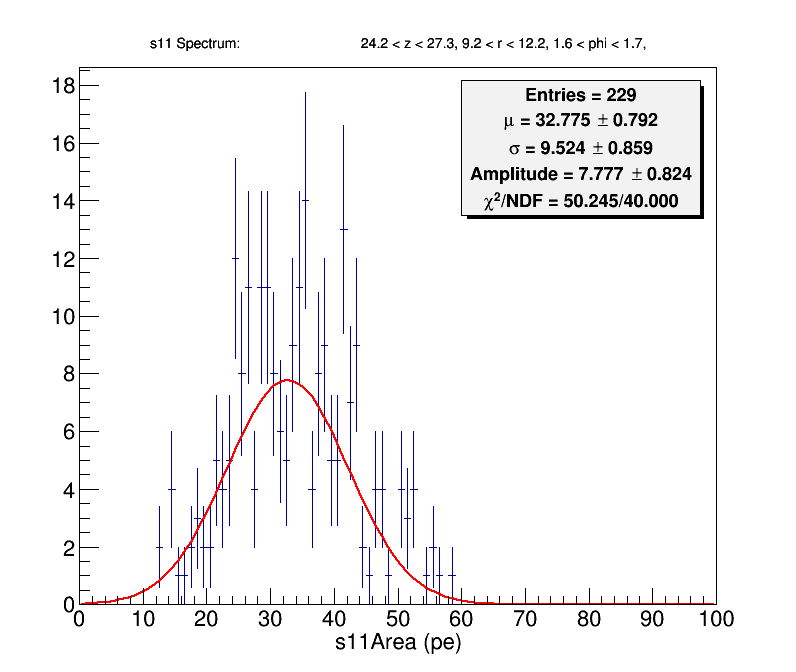 s11 Spectrum: 24.2 < z < 27.3, 9.2 < r < 12.2, 1.6 < phi < 1.7,
Entries = 229
μ = 32.775 ± 0.792
σ = 9.524 ± 0.859
Amplitude = 7.777 ± 0.824
χ²/NDF = 50.245/40.000
18
16
14
12
10
8
6
4
2
0
0 10 20 30 40 50 60 70 80 90 100
s11Area (pe)